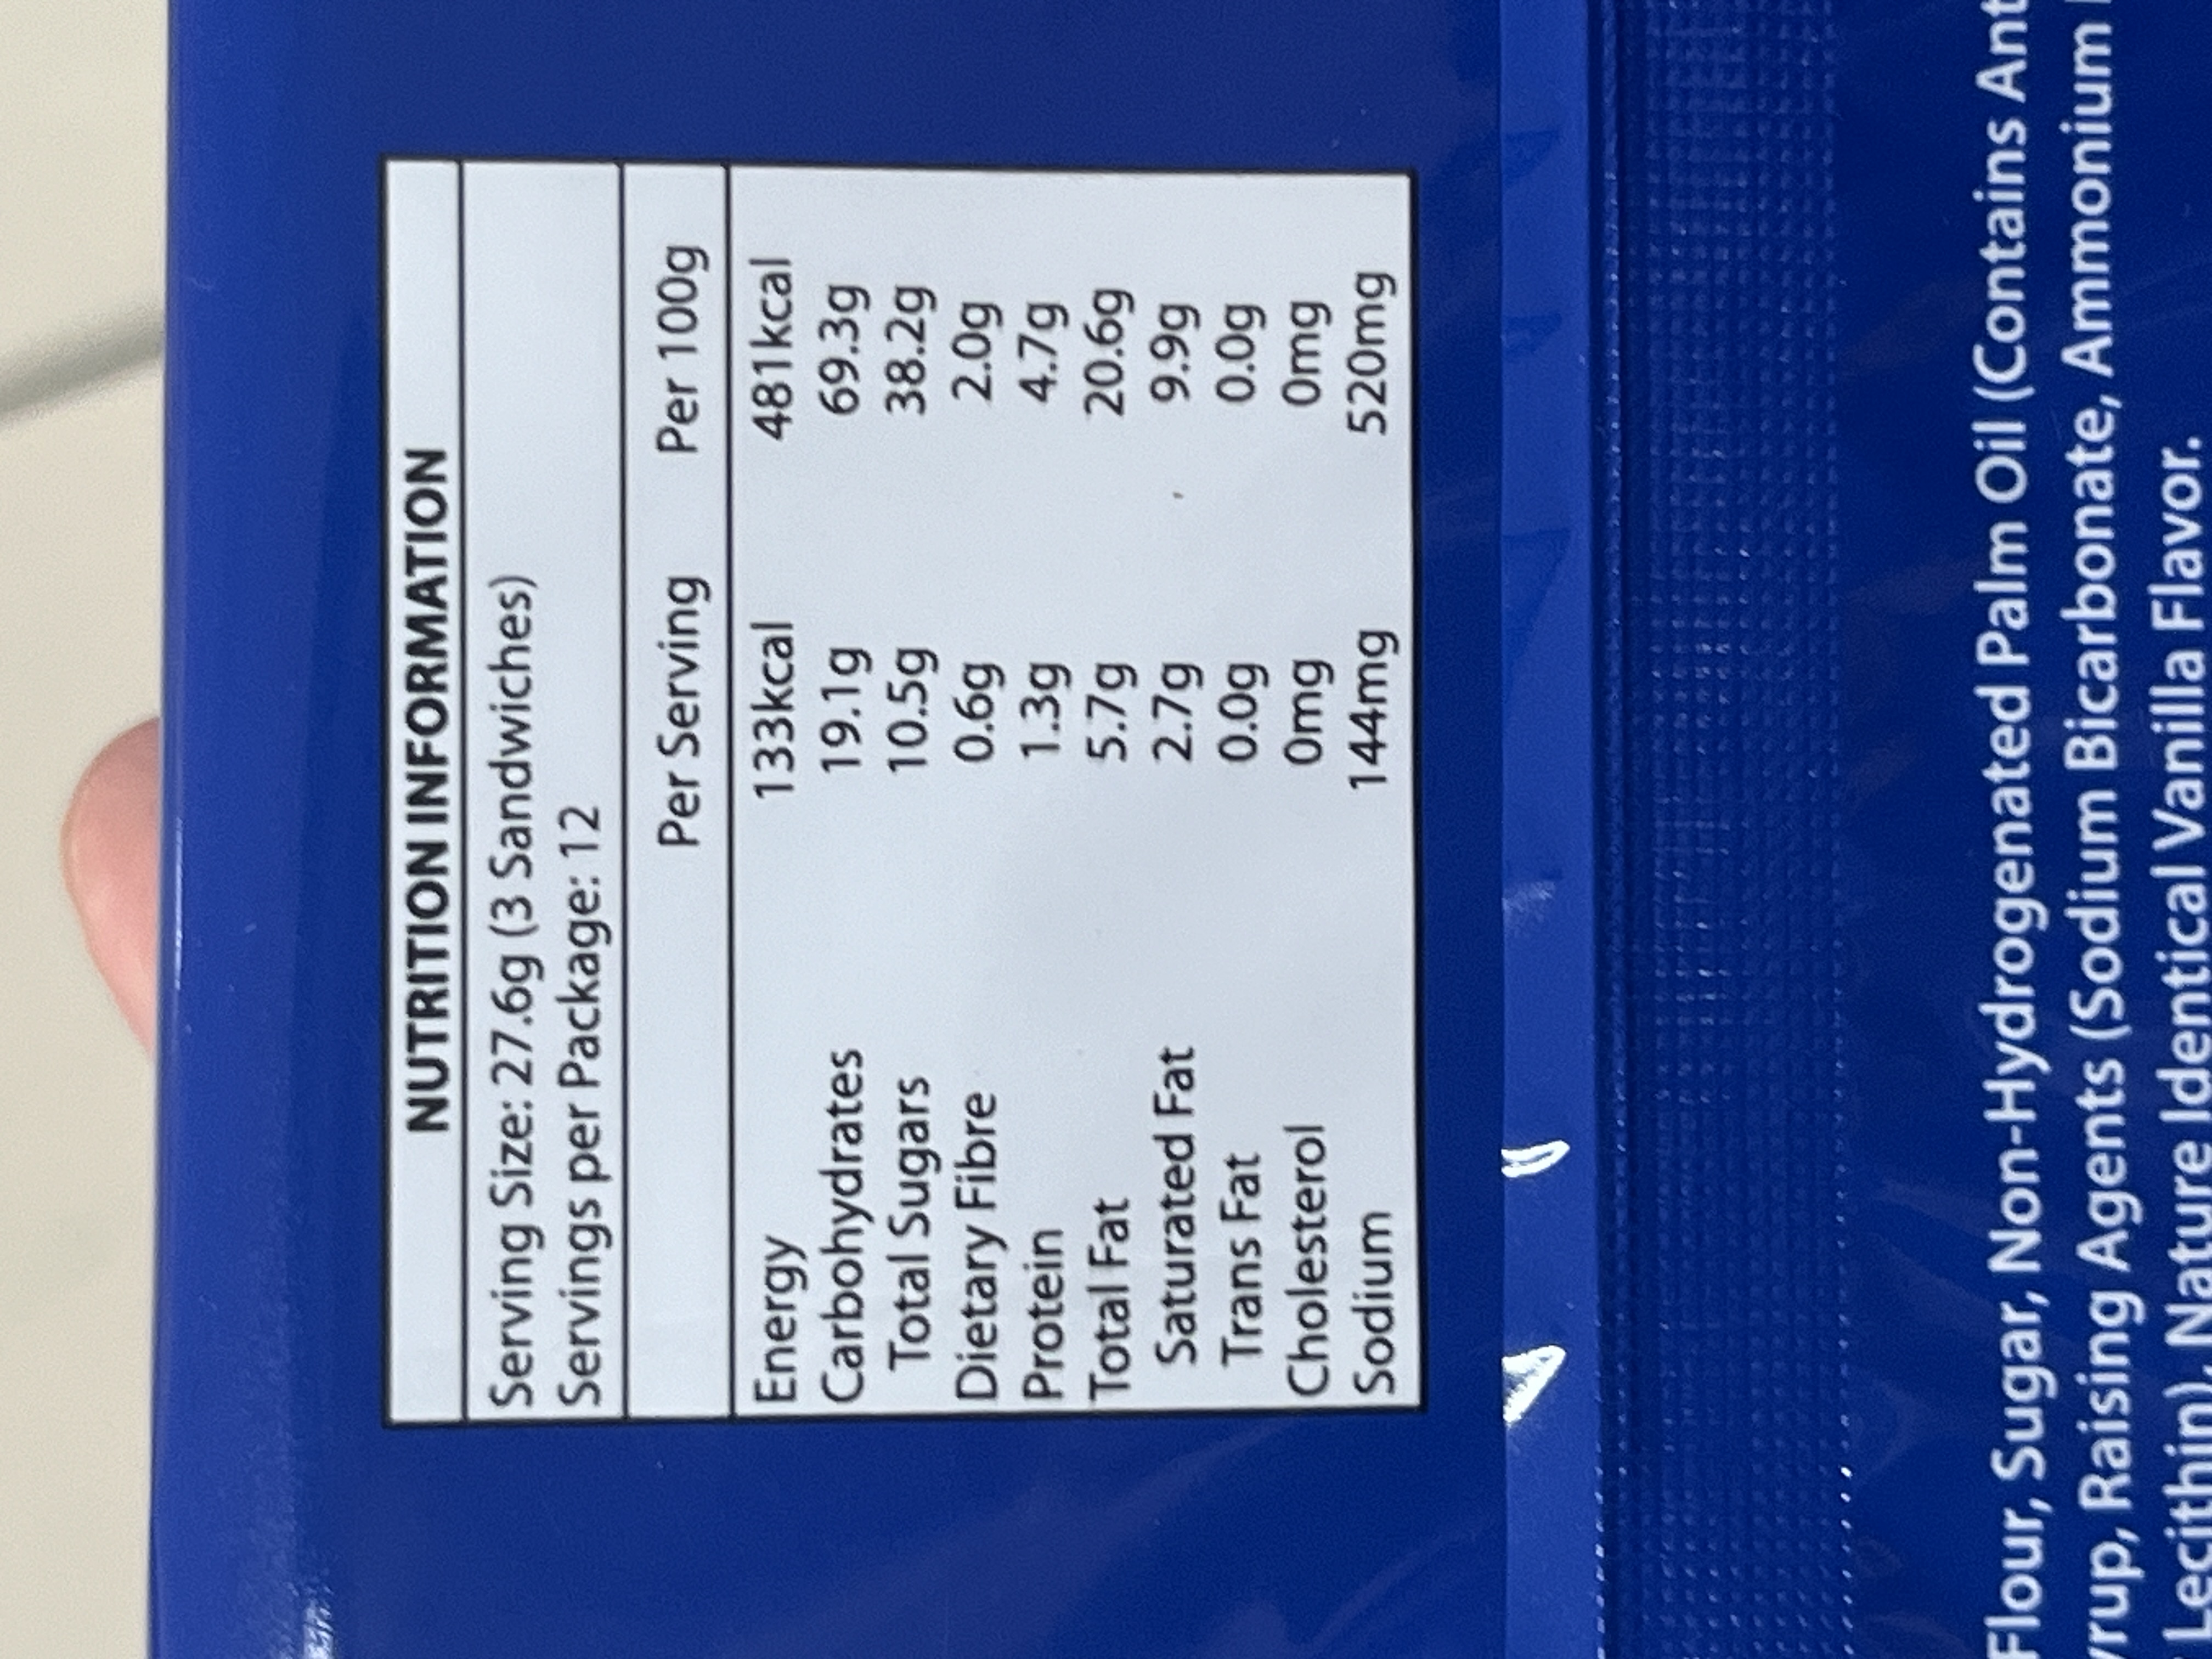 NUTRITION INFORMATION
Serving Size: 27.6g (3 Sandwiches)
Servings per Package: 12
Per Serving Per 100g
Energy 133kcal 481kcal
Carbohydrates 19.1g 69.3g
Total Sugars 10.5g 38.2g
Dietary Fibre 0.6g 2.0g
Protein 1.3g 4.7g
Total Fat 5.7g 20.6g
Saturated Fat 2.7g 9.9g
Trans Fat 0.0g 0.0g
Cholesterol 0mg 0mg
Sodium 144mg 520mg
Flour, Sugar, Non-Hydrogenated Palm Oil (Contains
Raising Agents (Sodium Bicarbonate, Ammonium
Lecithin), Nature Identical Vanilla Flavor.